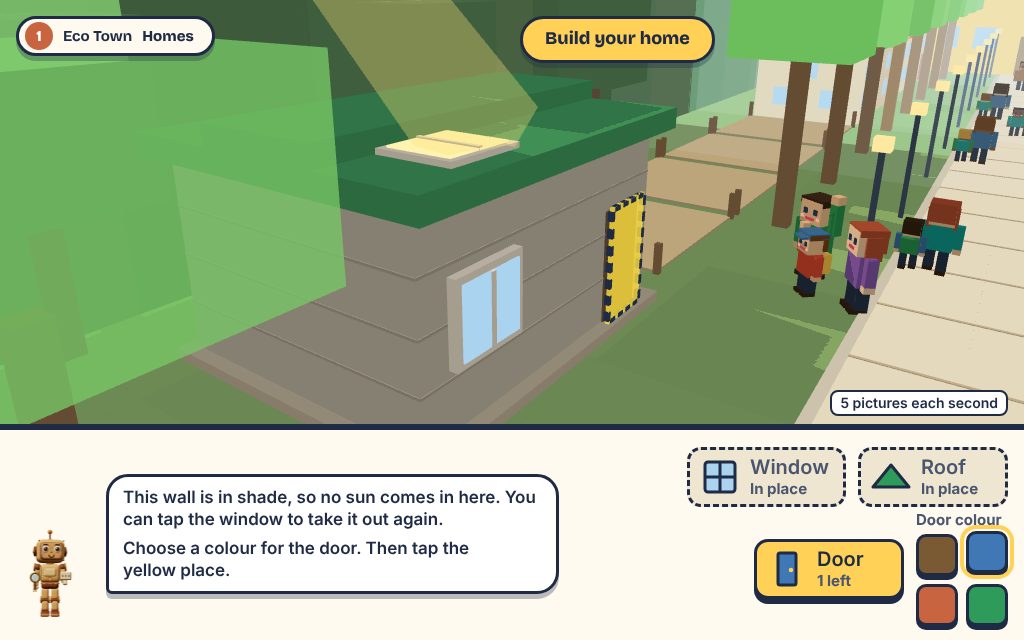 1 Eco Town Homes
Build your home
5 pictures each second
This wall is in shade, so no sun comes in here. You
can tap the window to take it out again.
Choose a colour for the door. Then tap the
yellow place.
Window
In place
Roof
In place
Door colour
Door
1 left